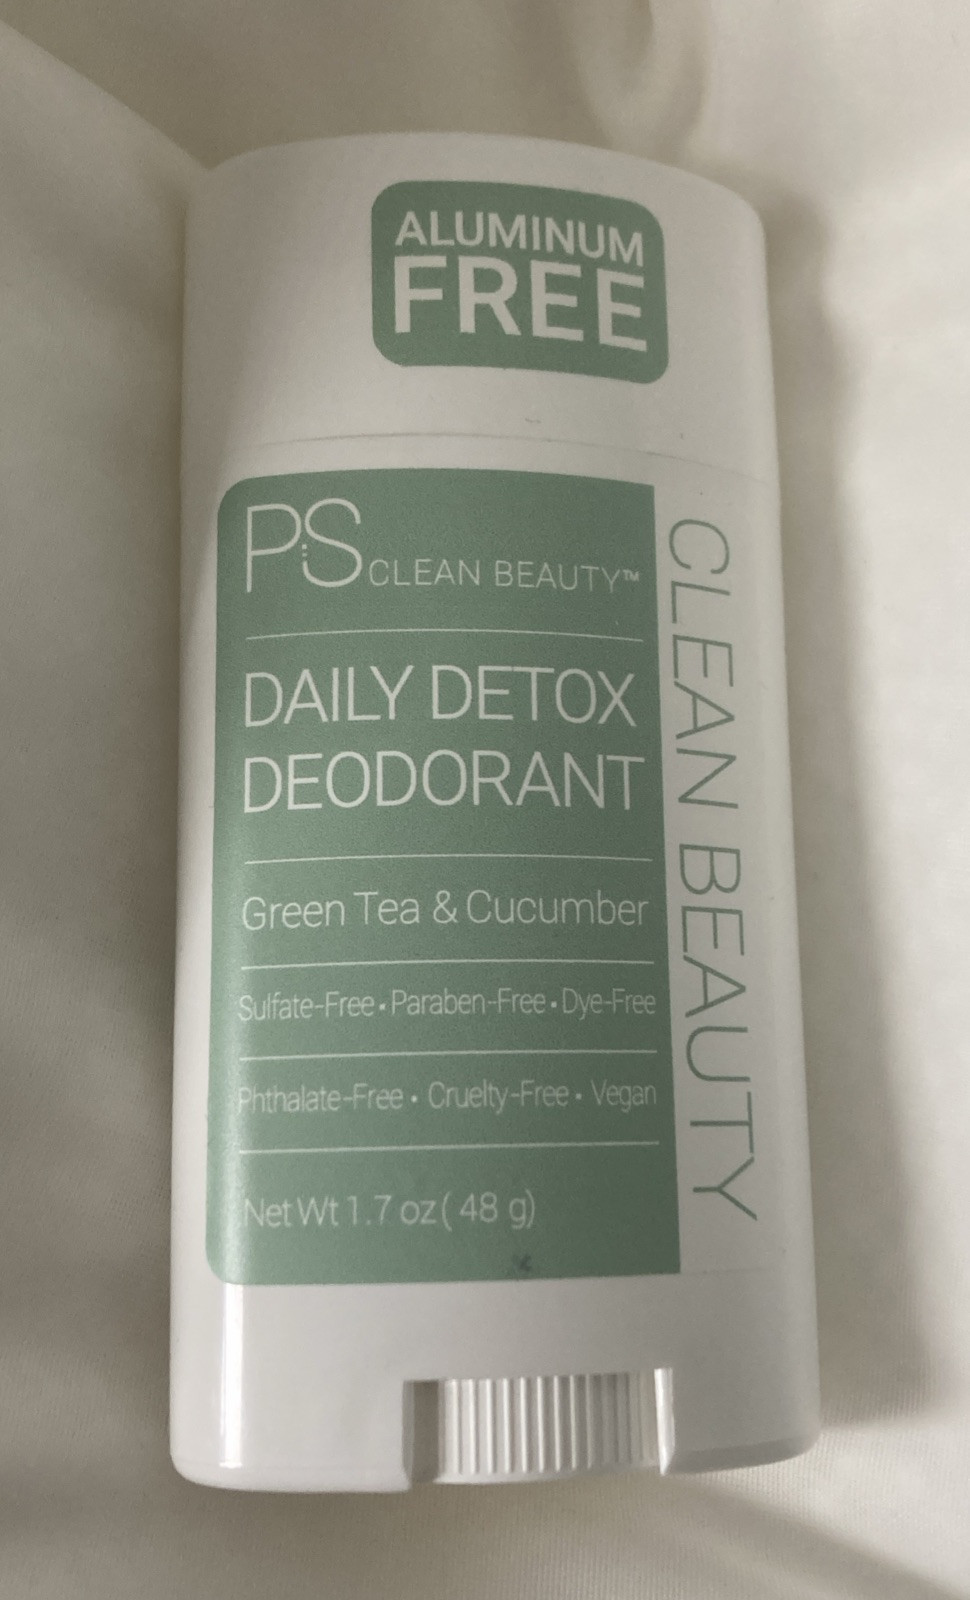 ALUMINUM
FREE
PS CLEAN BEAUTY™
DAILY DETOX
DEODORANT
Green Tea & Cucumber
Sulfate-Free • Paraben-Free • Dye-Free
Phthalate-Free • Cruelty-Free • Vegan
Net Wt 1.7 oz ( 48 g)
CLEAN BEAUTY